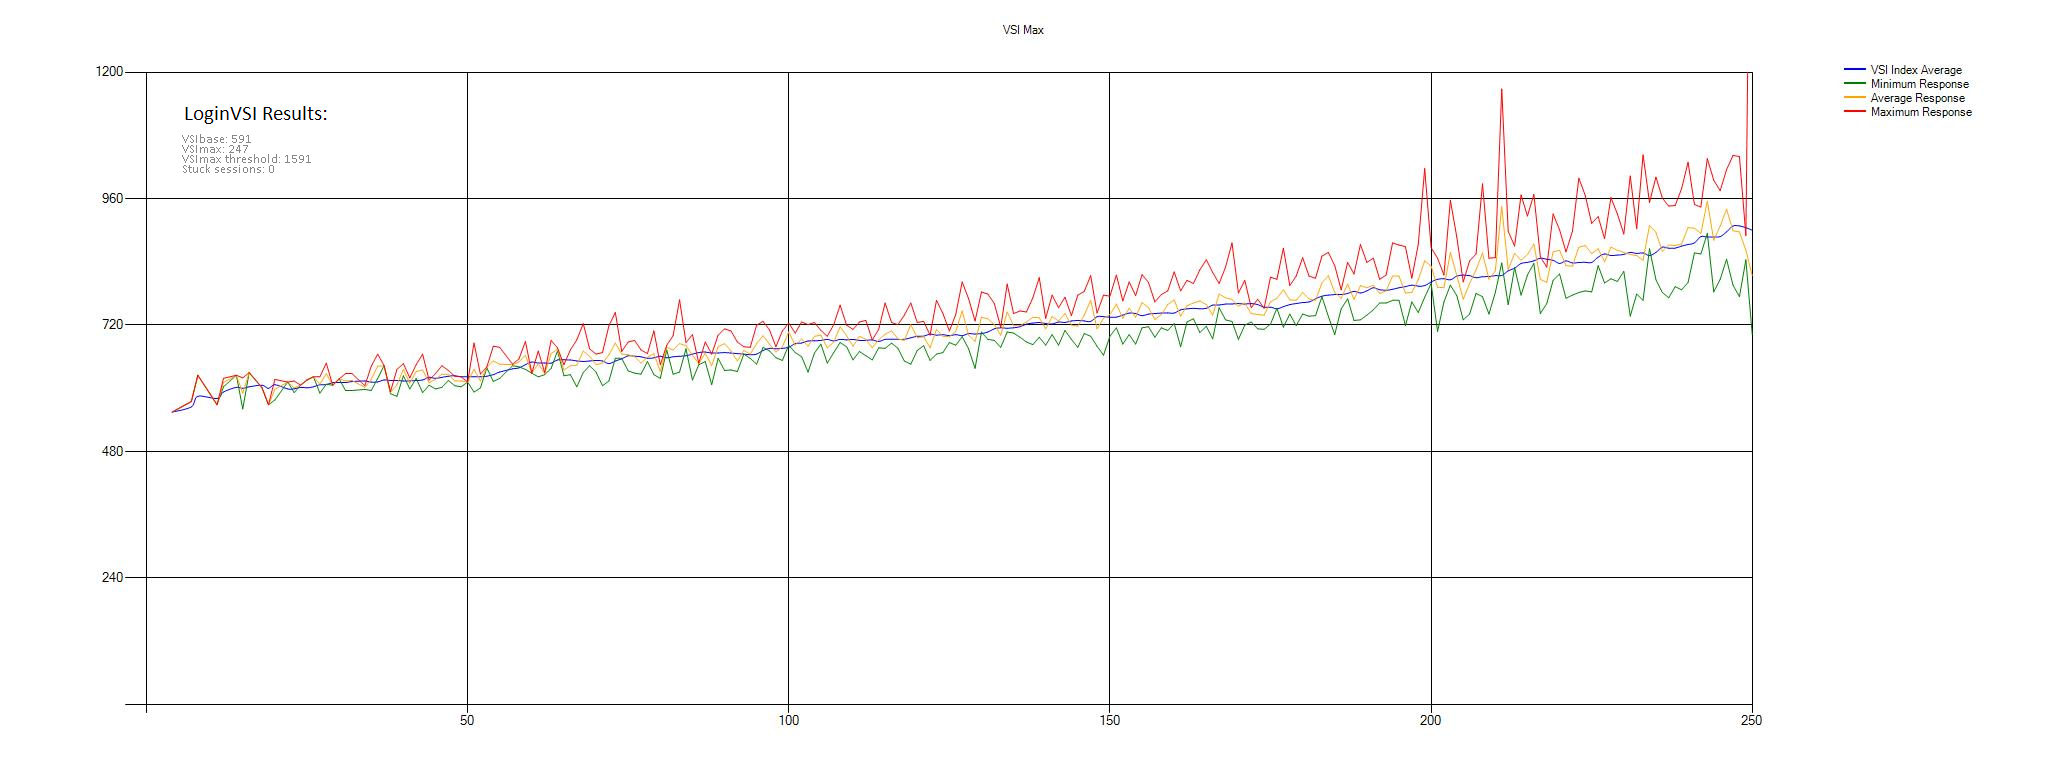 VSI Max
1200
960
720
480
240
LoginVSI Results:
VSIbase: 591
VSImax: 247
VSImax threshold: 1591
Stuck sessions: 0
VSI Index Average
Minimum Response
Average Response
Maximum Response
50
100
150
200
250